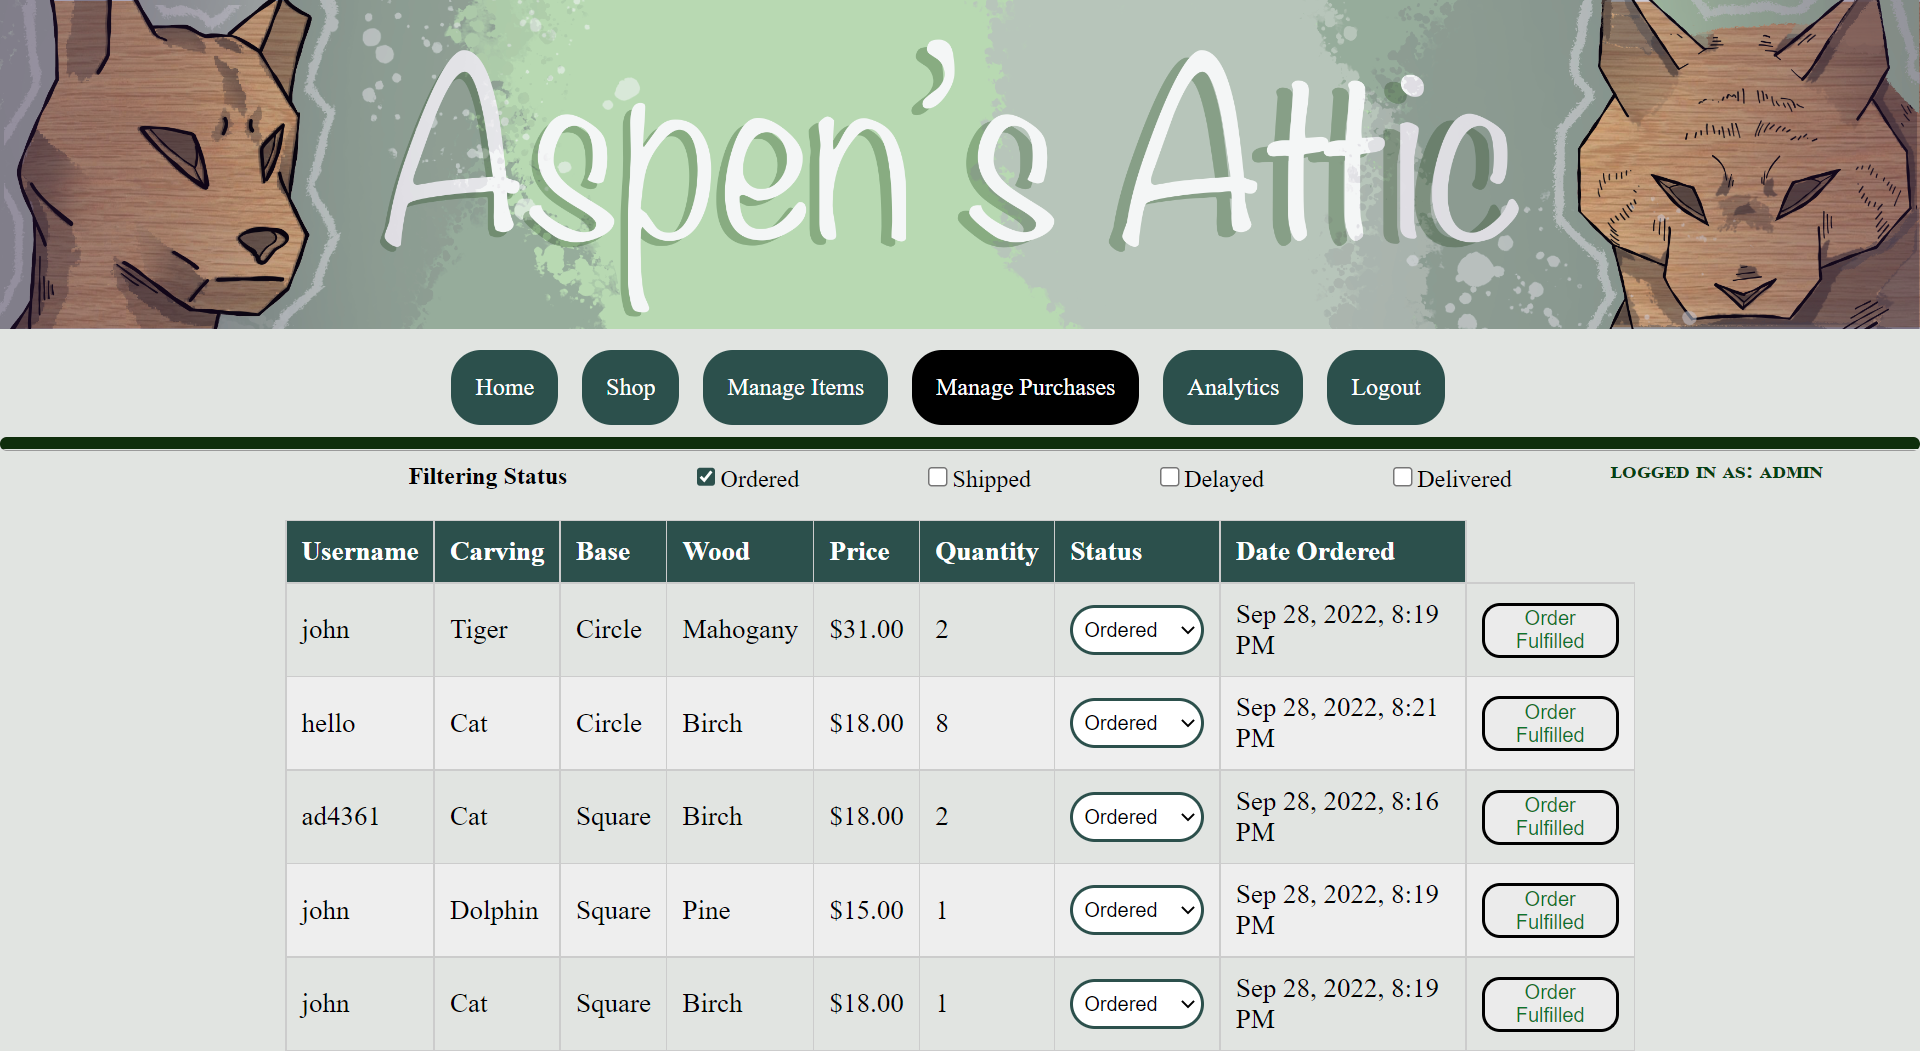 Aspen's Attic
Home Shop Manage Items Manage Purchases Analytics Logout
Filtering Status Ordered Shipped Delayed Delivered LOGGED IN AS: ADMIN
Username Carving Base Wood Price Quantity Status Date Ordered
john Tiger Circle Mahogany $31.00 2 Ordered Sep 28, 2022, 8:19 PM Order Fulfilled
hello Cat Circle Birch $18.00 8 Ordered Sep 28, 2022, 8:21 PM Order Fulfilled
ad4361 Cat Square Birch $18.00 2 Ordered Sep 28, 2022, 8:16 PM Order Fulfilled
john Dolphin Square Pine $15.00 1 Ordered Sep 28, 2022, 8:19 PM Order Fulfilled
john Cat Square Birch $18.00 1 Ordered Sep 28, 2022, 8:19 PM Order Fulfilled